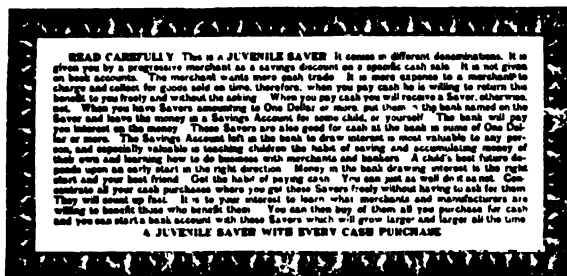 READ CAREFULLY This is a JUVENILE SAVER It comes in different denominations. It is
given you by a progressive merchant as a savings discount on a specific cash sale It is not given
on book accounts. The merchant wants more cash trade It is more expense to a merchant to
charge and collect for goods sold on time, therefore, when you pay cash he is willing to return this
benefit to you freely and without the asking When you pay cash you will receive a Saver, otherwise,
not. When you have Savers amounting to One Dollar or more, put them in the bank named on the
Saver and leave the money in a Savings Account for some child, or yourself The bank will pay
you interest on the money These Savers are also good for cash at the bank in sums of One Dol-
lar or more. The Savings Account left in the bank to draw interest is most valuable to any per-
son, and especially valuable in teaching children the habit of saving and accumulating money of
their own and learning how to do business with merchants and bankers A child's best future de-
pends upon an early start in the right direction. Money in the bank drawing interest is the right
start and your best friend Get the habit of paying cash You can just as well do it as not. Con-
centrate all your cash purchases where you get these Savers freely without having to ask for them
They will count up fast. It is to your interest to learn what merchants and manufacturers are
willing to benefit those who benefit them You can then buy of them all you purchase for cash
and you can start a bank account with these Savers which will grow larger and larger all the time
A JUVENILE SAVER WITH EVERY CASH PURCHASE